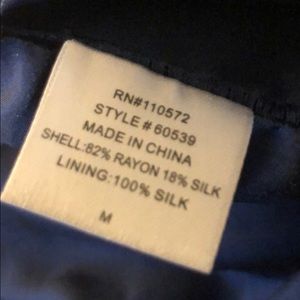 RN#110572
STYLE # 60539
MADE IN CHINA
SHELL:82% RAYON 18% SILK
LINING:100% SILK
M